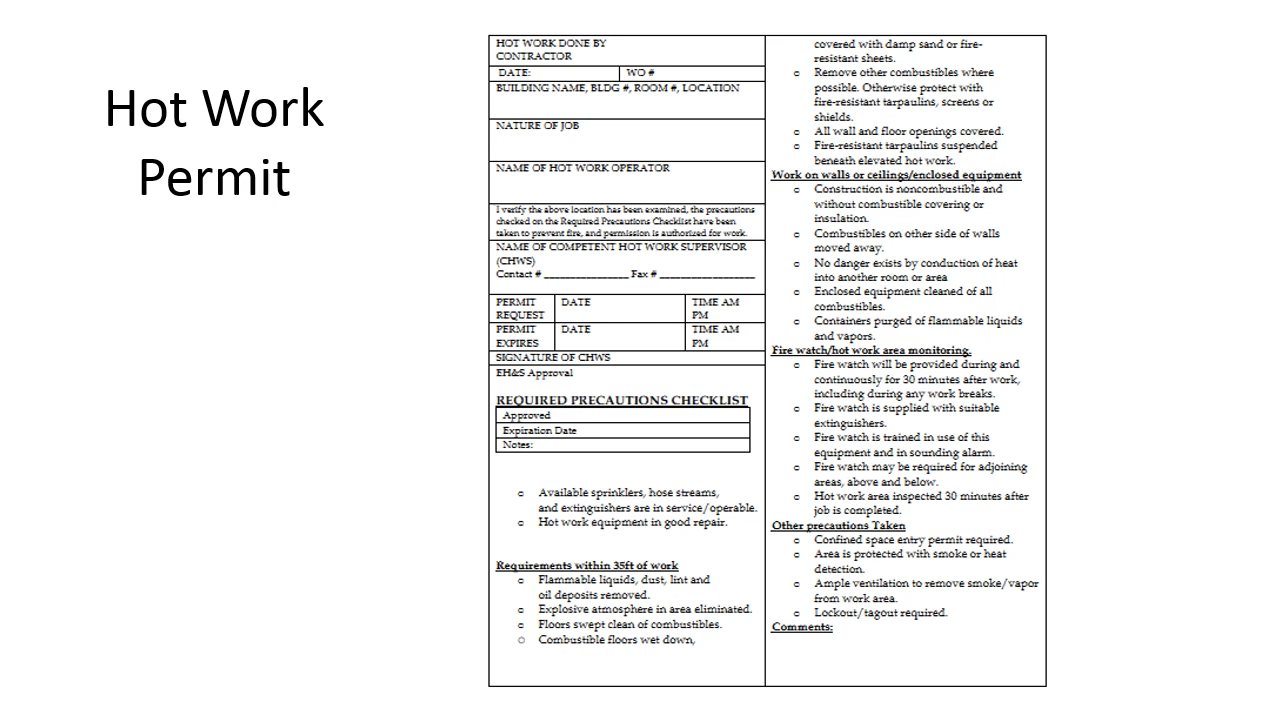 Hot Work
Permit
HOT WORK DONE BY
CONTRACTOR
DATE: WO #
BUILDING NAME, BLDG #, ROOM #, LOCATION
NATURE OF JOB
NAME OF HOT WORK OPERATOR
I verify the above location has been examined, the precautions
checked on the Required Precautions Checklist have been
taken to prevent fire, and permission is authorized for work.
NAME OF COMPETENT HOT WORK SUPERVISOR
(CHWS)
Contact # ________________ Fax # __________________
PERMIT DATE TIME AM
REQUEST PM
PERMIT DATE TIME AM
EXPIRES PM
SIGNATURE OF CHWS
EH&S Approval
REQUIRED PRECAUTIONS CHECKLIST
Approved
Expiration Date
Notes:
o Available sprinklers, hose streams,
and extinguishers are in service/operable.
o Hot work equipment in good repair.
Requirements within 35ft of work
o Flammable liquids, dust, lint and
oil deposits removed.
o Explosive atmosphere in area eliminated.
o Floors swept clean of combustibles.
o Combustible floors wet down,
covered with damp sand or fire-
resistant sheets.
o Remove other combustibles where
possible. Otherwise protect with
fire-resistant tarpaulins, screens or
shields.
o All wall and floor openings covered.
o Fire-resistant tarpaulins suspended
beneath elevated hot work.
Work on walls or ceilings/enclosed equipment
o Construction is noncombustible and
without combustible covering or
insulation.
o Combustibles on other side of walls
moved away.
o No danger exists by conduction of heat
into another room or area
o Enclosed equipment cleaned of all
combustibles.
o Containers purged of flammable liquids
and vapors.
Fire watch/hot work area monitoring.
o Fire watch will be provided during and
continuously for 30 minutes after work,
including during any work breaks.
o Fire watch is supplied with suitable
extinguishers.
o Fire watch is trained in use of this
equipment and in sounding alarm.
o Fire watch may be required for adjoining
areas, above and below.
o Hot work area inspected 30 minutes after
job is completed.
Other precautions Taken
o Confined space entry permit required.
o Area is protected with smoke or heat
detection.
o Ample ventilation to remove smoke/vapor
from work area.
o Lockout/tagout required.
Comments: